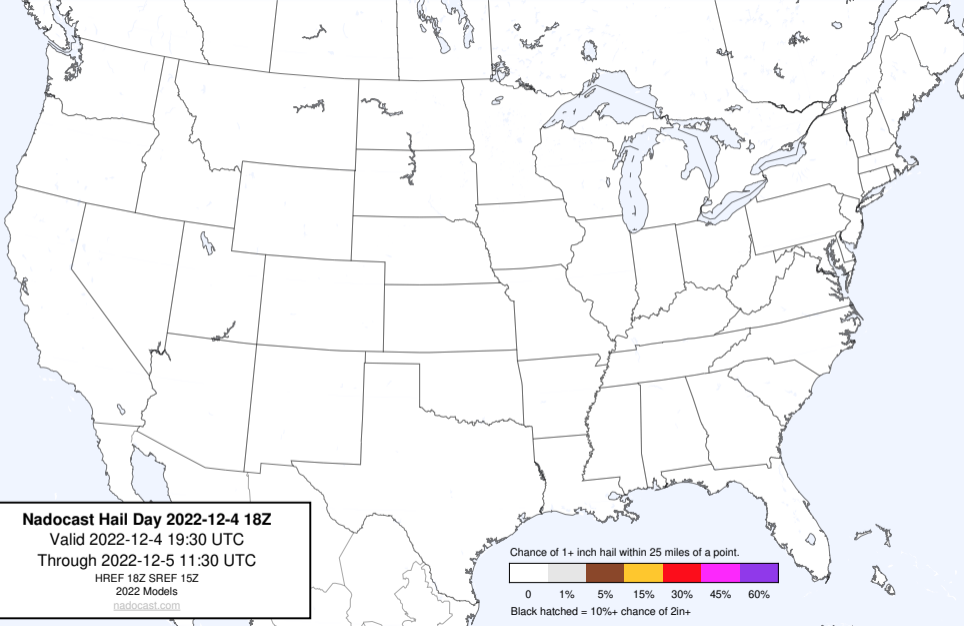 Nadocast Hail Day 2022-12-4 18Z
Valid 2022-12-4 19:30 UTC
Through 2022-12-5 11:30 UTC
HREF 18Z SREF 15Z
2022 Models
nadocast.com
Chance of 1+ inch hail within 25 miles of a point.
0 1% 5% 15% 30% 45% 60%
Black hatched = 10%+ chance of 2in+